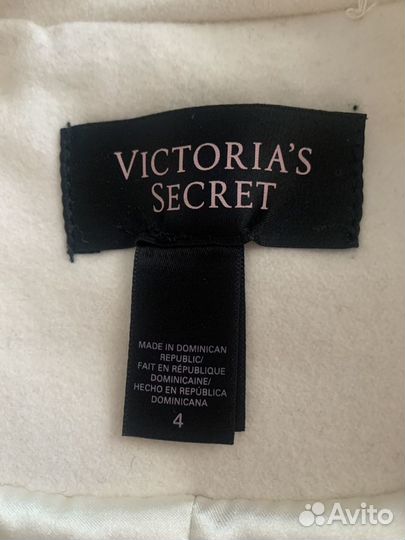 VICTORIA'S
SECRET
MADE IN DOMINICAN
REPUBLIC/
FAIT EN RÉPUBLIQUE
DOMINICAINE/
HECHO EN REPÚBLICA
DOMINICANA
4
Avito